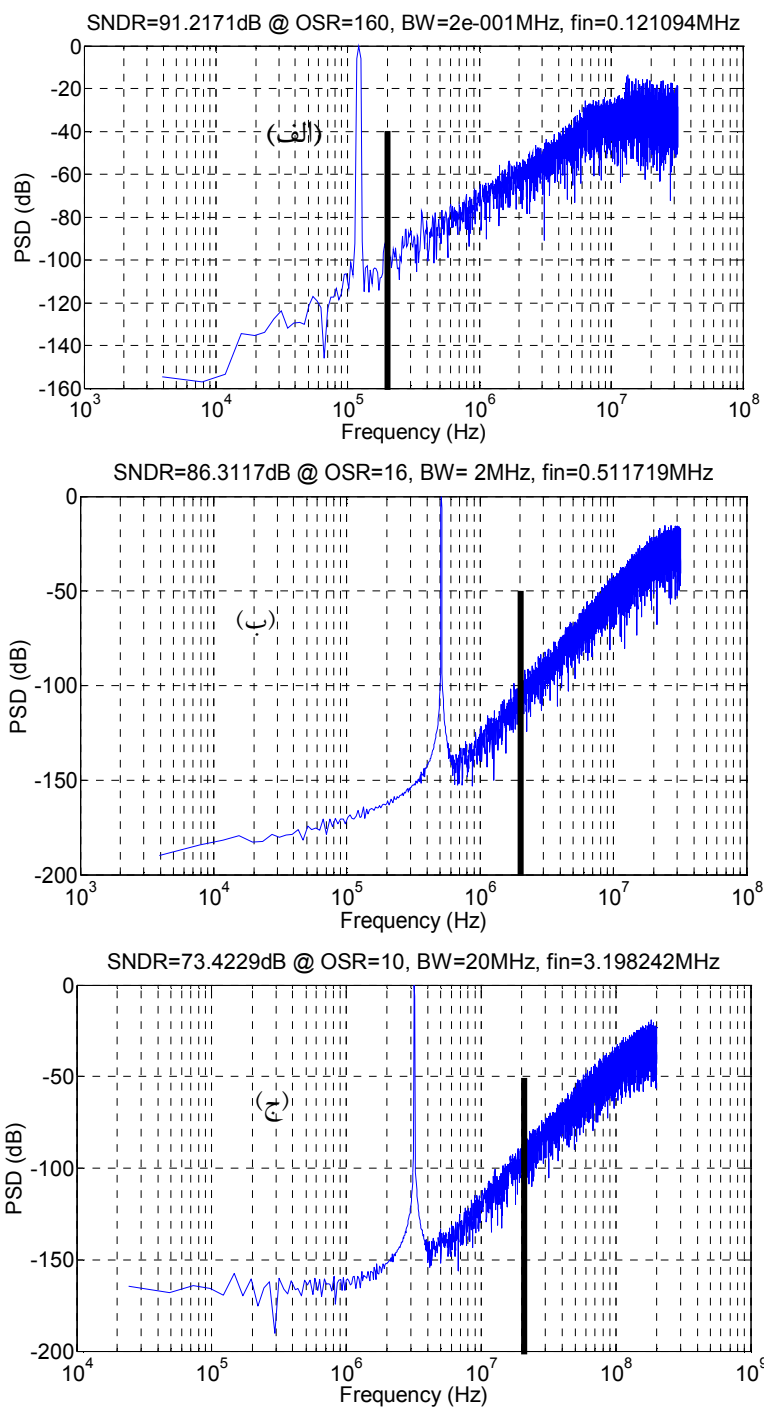 SNDR=91.2171dB @ OSR=160, BW=2e-001MHz, fin=0.121094MHz
0
-20
-40
-60
-80
-100
-120
-140
-160
PSD (dB)
(الف)
10^3 10^4 10^5 10^6 10^7 10^8
Frequency (Hz)
SNDR=86.3117dB @ OSR=16, BW= 2MHz, fin=0.511719MHz
0
-50
-100
-150
-200
PSD (dB)
(ب)
10^3 10^4 10^5 10^6 10^7 10^8
Frequency (Hz)
SNDR=73.4229dB @ OSR=10, BW=20MHz, fin=3.198242MHz
0
-50
-100
-150
-200
PSD (dB)
(ج)
10^4 10^5 10^6 10^7 10^8 10^9
Frequency (Hz)